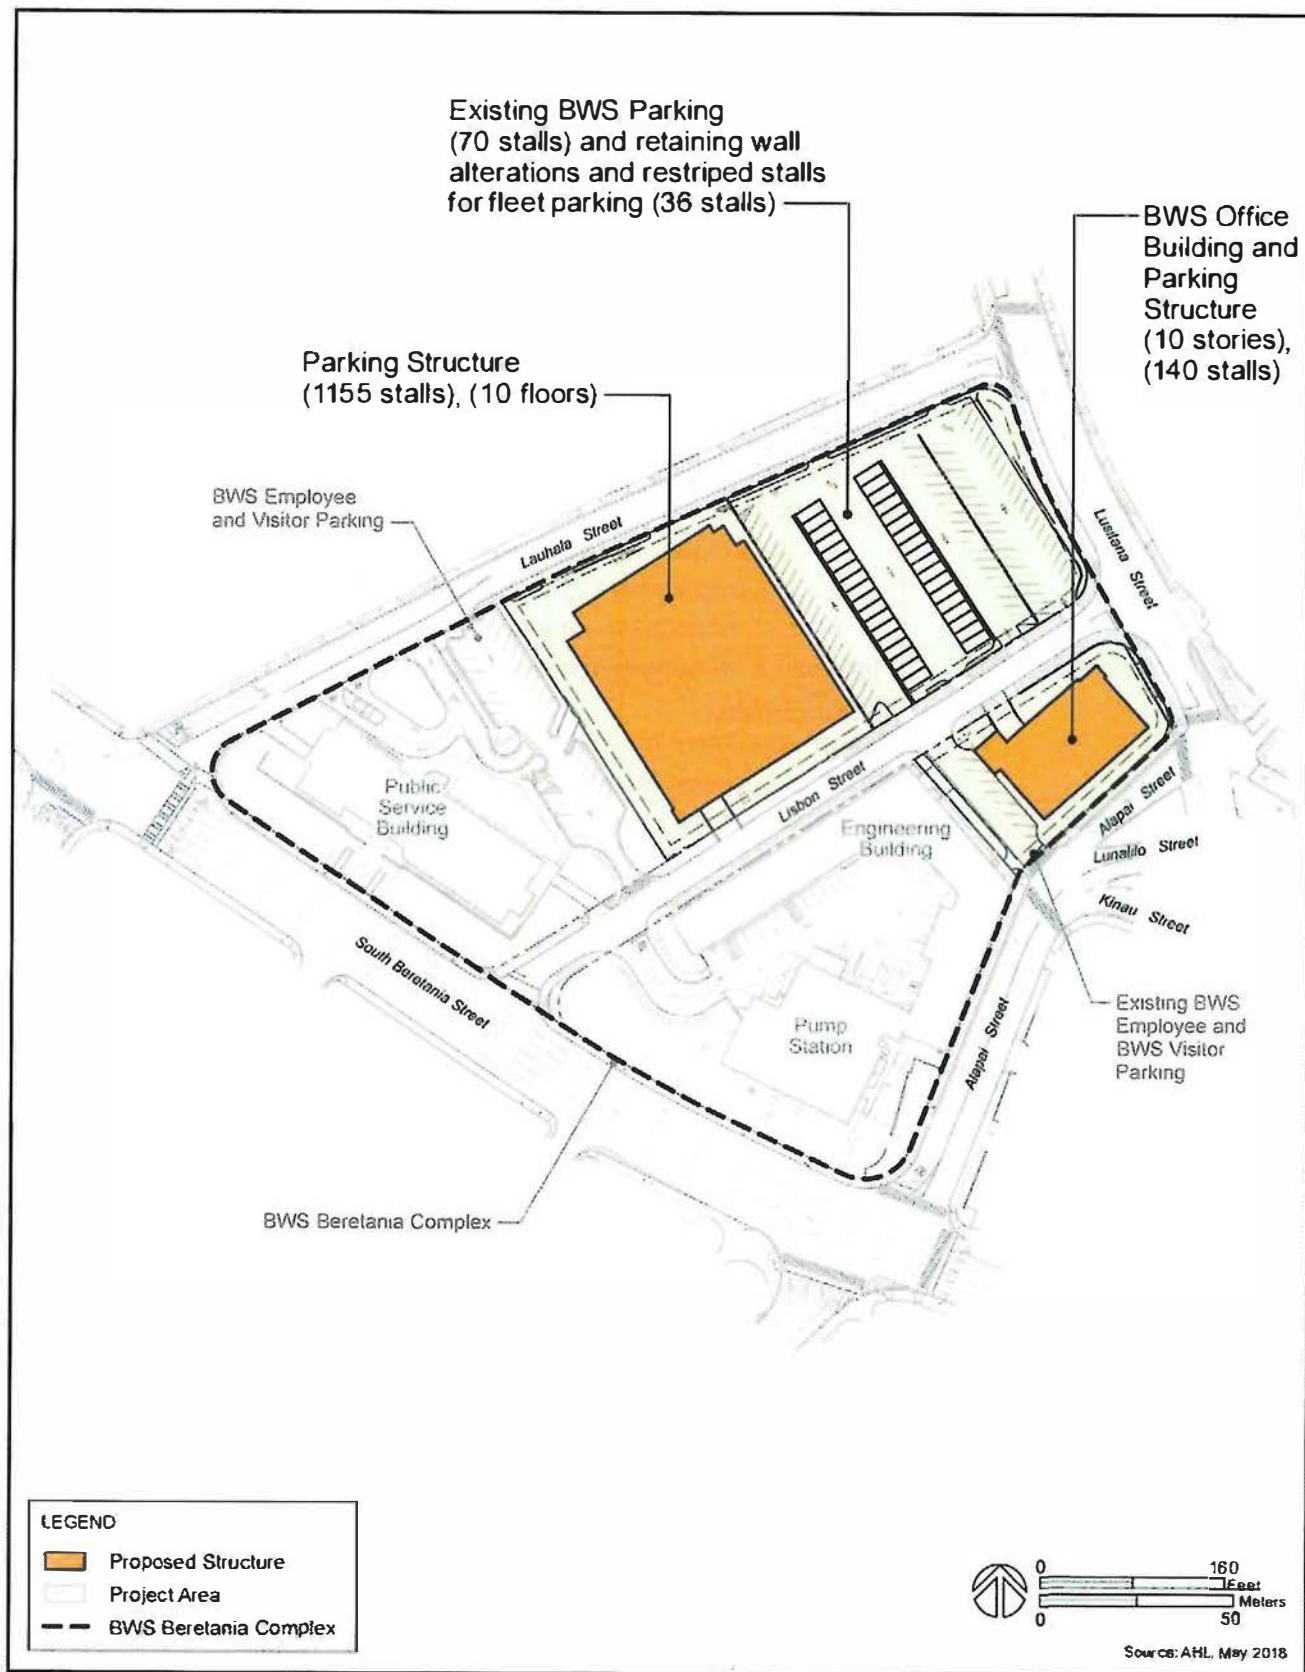 Existing BWS Parking
(70 stalls) and retaining wall
alterations and restriped stalls
for fleet parking (36 stalls)
BWS Office
Building and
Parking
Structure
(10 stories),
(140 stalls)
Parking Structure
(1155 stalls), (10 floors)
BWS Employee
and Visitor Parking
Lauhala Street
Lusitana Street
Public
Service
Building
Lisbon Street
Engineering
Building
Alapai Street
Lunalilo Street
Kinau Street
South Beretania Street
Pump
Station
Alapai Street
Existing BWS
Employee and
BWS Visitor
Parking
BWS Beretania Complex
LEGEND
Proposed Structure
Project Area
BWS Beretania Complex
0 160
Feet
Meters
0 50
Source: AHL, May 2018